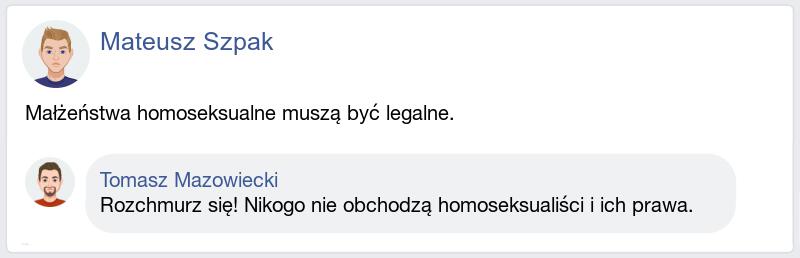 Mateusz Szpak
Małżeństwa homoseksualne muszą być legalne.
Tomasz Mazowiecki
Rozchmurz się! Nikogo nie obchodzą homoseksualiści i ich prawa.